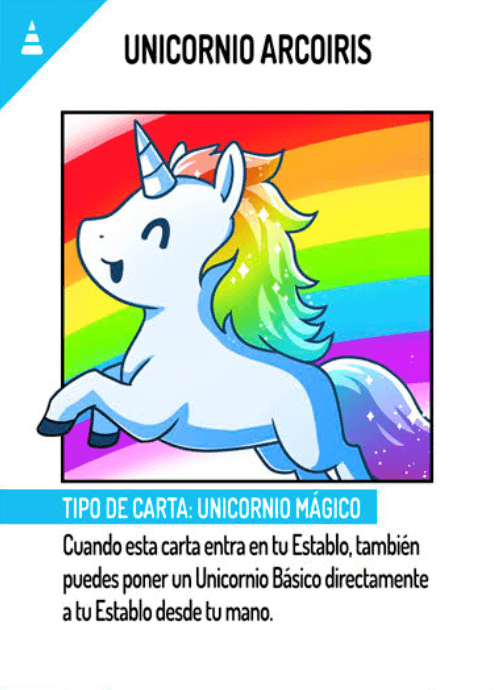 UNICORNIO ARCOIRIS
TIPO DE CARTA: UNICORNIO MÁGICO
Cuando esta carta entra en tu Establo, también
puedes poner un Unicornio Básico directamente
a tu Establo desde tu mano.